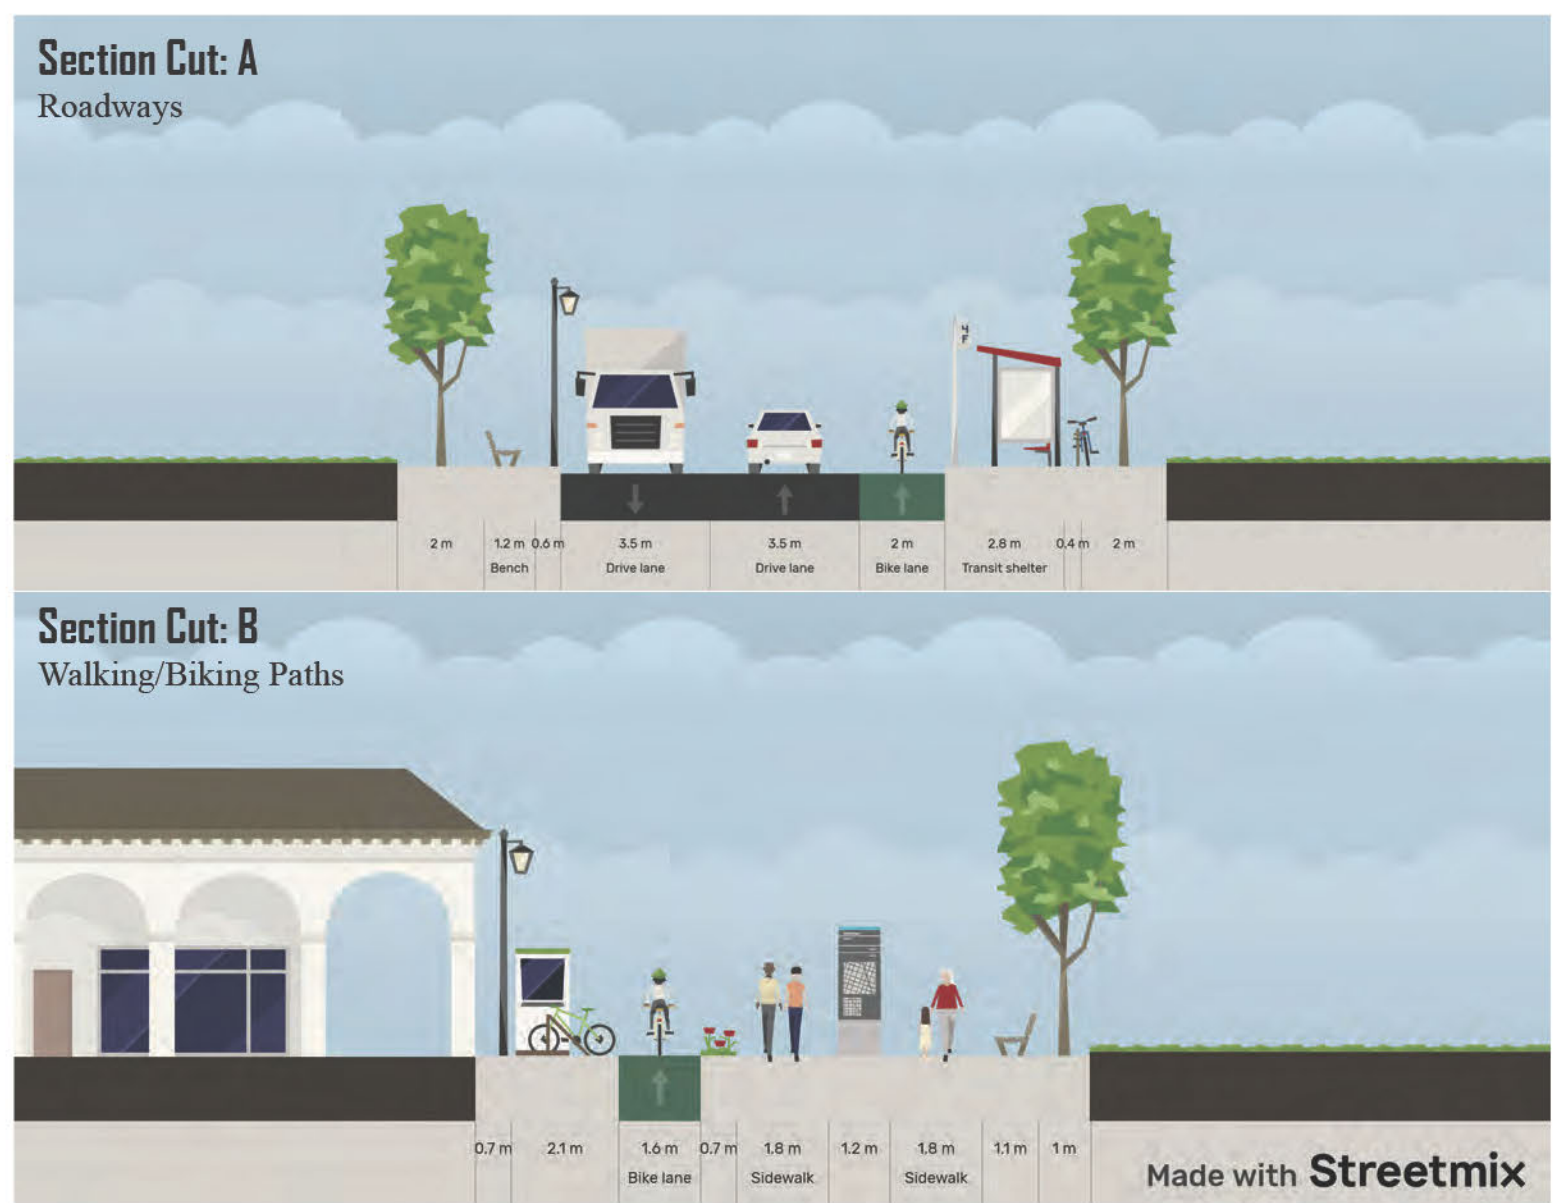 Section Cut: A
Roadways
4
F
2 m 1.2 m 0.6 m 3.5 m 3.5 m 2 m 2.8 m 0.4 m 2 m
Bench Drive lane Drive lane Bike lane Transit shelter
Section Cut: B
Walking/Biking Paths
0.7 m 2.1 m 1.6 m 0.7 m 1.8 m 1.2 m 1.8 m 1.1 m 1 m
Bike lane Sidewalk Sidewalk
Made with Streetmix